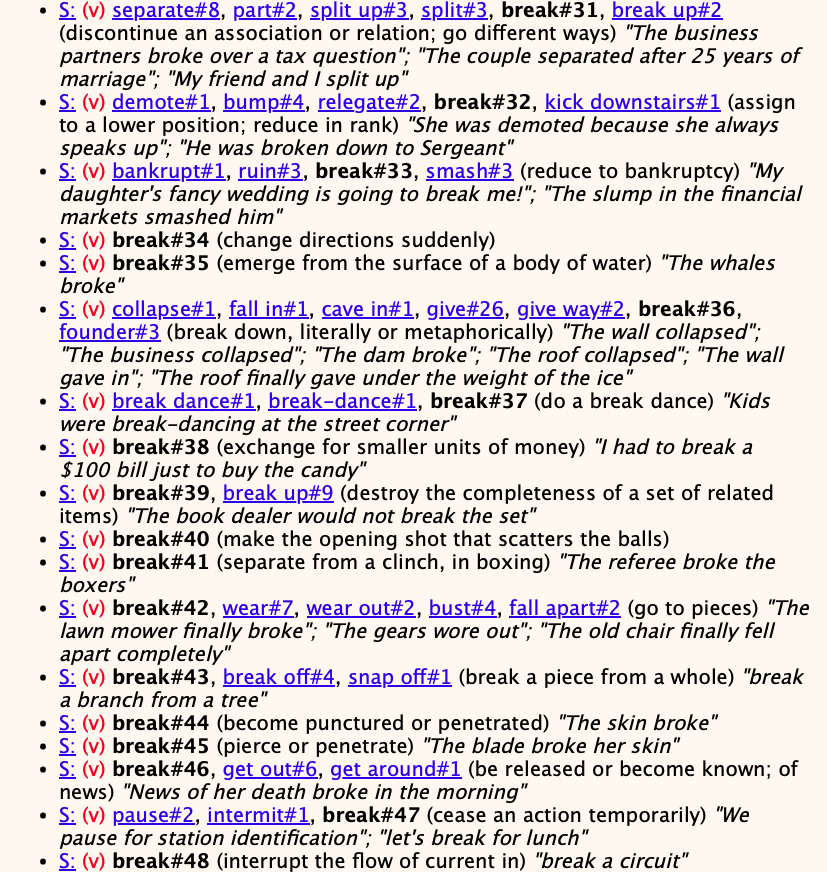 • S: (v) separate#8, part#2, split up#3, split#3, break#31, break up#2
(discontinue an association or relation; go different ways) "The business
partners broke over a tax question"; "The couple separated after 25 years of
marriage"; "My friend and I split up"
• S: (v) demote#1, bump#4, relegate#2, break#32, kick downstairs#1 (assign
to a lower position; reduce in rank) "She was demoted because she always
speaks up"; "He was broken down to Sergeant"
• S: (v) bankrupt#1, ruin#3, break#33, smash#3 (reduce to bankruptcy) "My
daughter's fancy wedding is going to break me!"; "The slump in the financial
markets smashed him"
• S: (v) break#34 (change directions suddenly)
• S: (v) break#35 (emerge from the surface of a body of water) "The whales
broke"
• S: (v) collapse#1, fall in#1, cave in#1, give#26, give way#2, break#36,
founder#3 (break down, literally or metaphorically) "The wall collapsed";
"The business collapsed"; "The dam broke"; "The roof collapsed"; "The wall
gave in"; "The roof finally gave under the weight of the ice"
• S: (v) break dance#1, break-dance#1, break#37 (do a break dance) "Kids
were break-dancing at the street corner"
• S: (v) break#38 (exchange for smaller units of money) "I had to break a
$100 bill just to buy the candy"
• S: (v) break#39, break up#9 (destroy the completeness of a set of related
items) "The book dealer would not break the set"
• S: (v) break#40 (make the opening shot that scatters the balls)
• S: (v) break#41 (separate from a clinch, in boxing) "The referee broke the
boxers"
• S: (v) break#42, wear#7, wear out#2, bust#4, fall apart#2 (go to pieces) "The
lawn mower finally broke"; "The gears wore out"; "The old chair finally fell
apart completely"
• S: (v) break#43, break off#4, snap off#1 (break a piece from a whole) "break
a branch from a tree"
• S: (v) break#44 (become punctured or penetrated) "The skin broke"
• S: (v) break#45 (pierce or penetrate) "The blade broke her skin"
• S: (v) break#46, get out#6, get around#1 (be released or become known; of
news) "News of her death broke in the morning"
• S: (v) pause#2, intermit#1, break#47 (cease an action temporarily) "We
pause for station identification"; "let's break for lunch"
• S: (v) break#48 (interrupt the flow of current in) "break a circuit"